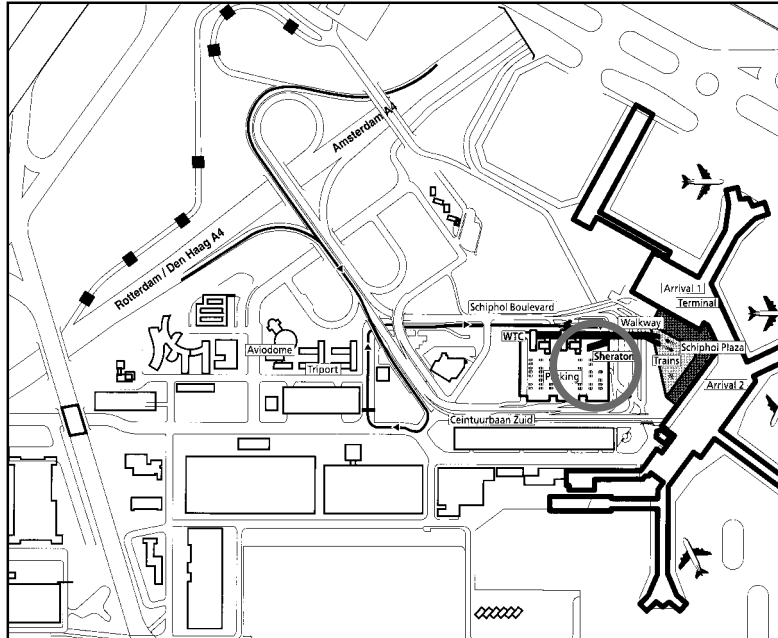 Amsterdam A4
Rotterdam / Den Haag A4
Arrival 1
Terminal
Schiphol Boulevard
Walkway
WTC
Schiphol Plaza
Aviodome
Sheraton
Trains
Triport
Parking
Arrival 2
Ceintuurbaan Zuid